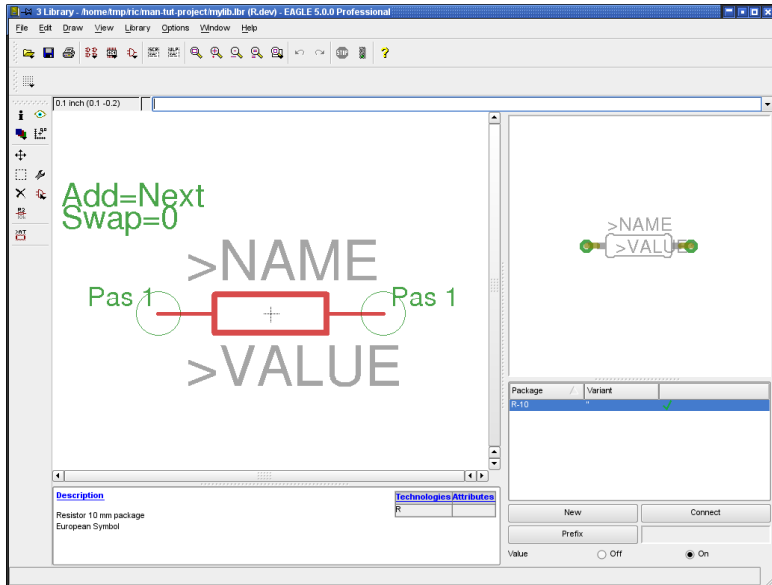 3 Library - /home/tmp/ric/man-tut-project/mylib.lbr (R.dev) - EAGLE 5.0.0 Professional
File Edit Draw View Library Options Window Help
STOP ?
0.1 inch (0.1 -0.2)
Add=Next
Swap=0
>NAME
Pas 1 Pas 1
>VALUE
>NAME
>VALUE
Package Variant
R-10 ''
Description
Resistor 10 mm package
European Symbol
Technologies Attributes
R
New Connect
Prefix
Value Off On